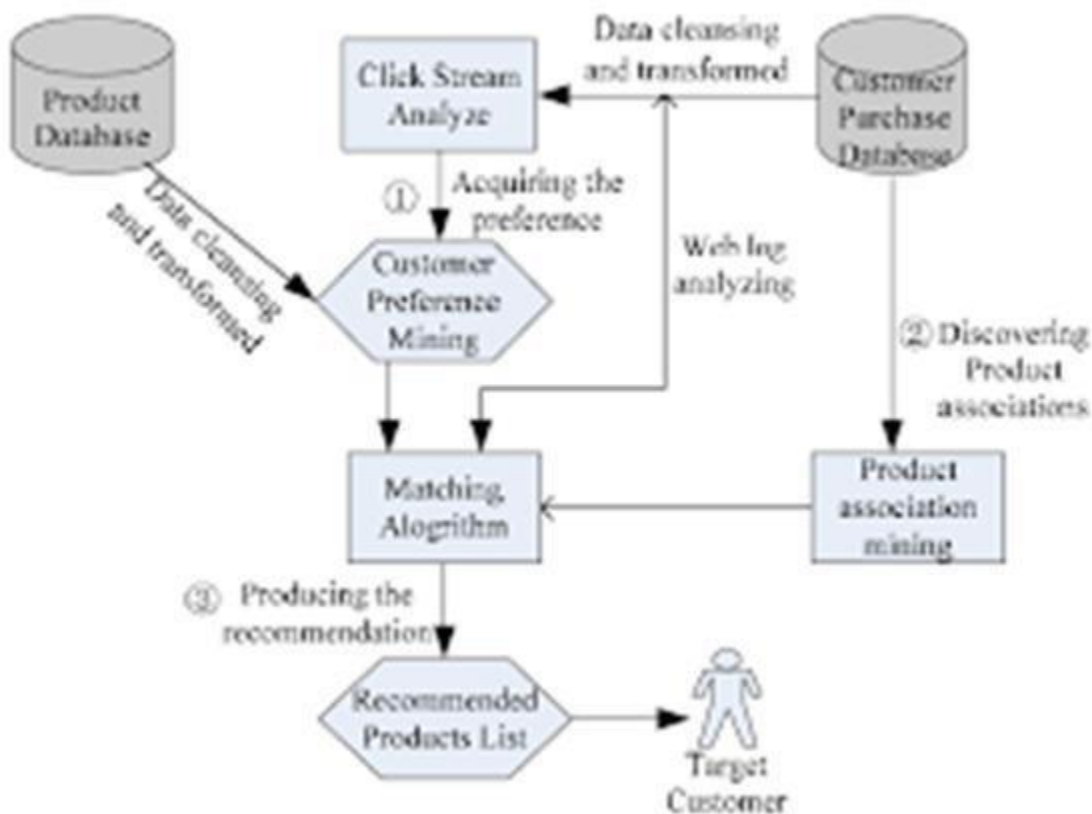 Product
Database
Click Stream
Analyze
Data cleansing
and transformed
Customer
Purchase
Database
Data cleansing
and transformed
① Acquiring the
preference
Customer
Preference
Mining
Web log
analyzing
② Discovering
Product
associations
Matching
Alogrithm
Product
association
mining
③ Producing the
recommendation
Recommended
Products List
Target
Customer